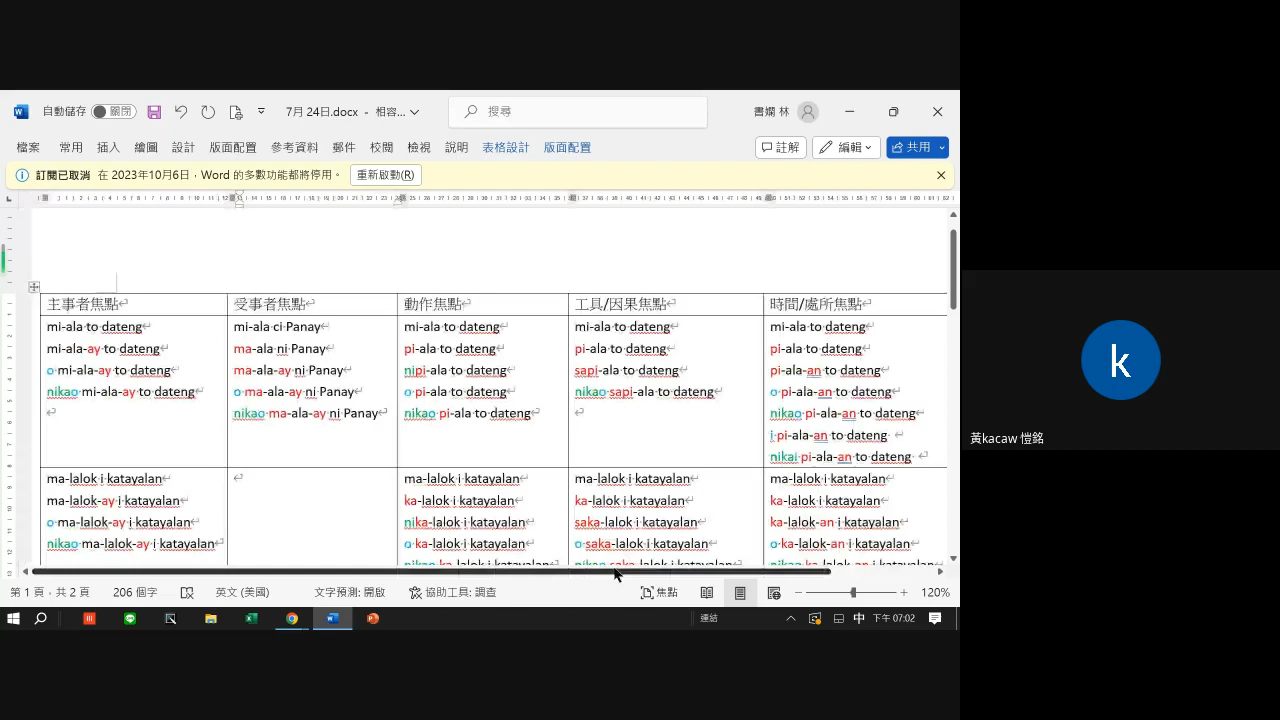 自動儲存 關閉 7月 24日.docx - 相容... 搜尋 書嫻 林
檔案 常用 插入 繪圖 設計 版面配置 參考資料 郵件 校閱 檢視 說明 表格設計 版面配置 註解 編輯 共用
訂閱已取消 在 2023年10月6日，Word 的多數功能都將停用。 重新啟動(R)
主事者焦點 受事者焦點 動作焦點 工具/因果焦點 時間/處所焦點
mi-ala to dateng mi-ala ci Panay mi-ala to dateng mi-ala to dateng mi-ala to dateng
mi-ala-ay to dateng ma-ala ni Panay pi-ala to dateng pi-ala to dateng pi-ala to dateng
o mi-ala-ay to dateng ma-ala-ay ni Panay nipi-ala to dateng sapi-ala to dateng pi-ala-an to dateng
nikao mi-ala-ay to dateng o ma-ala-ay ni Panay o pi-ala to dateng nikao sapi-ala to dateng o pi-ala-an to dateng
nikao ma-ala-ay ni Panay nikao pi-ala to dateng nikao pi-ala-an to dateng
i pi-ala-an to dateng
nikai pi-ala-an to dateng
ma-lalok i katayalan ma-lalok i katayalan ma-lalok i katayalan ma-lalok i katayalan
ma-lalok-ay i katayalan ka-lalok i katayalan ka-lalok i katayalan ka-lalok i katayalan
o ma-lalok-ay i katayalan nika-lalok i katayalan saka-lalok i katayalan ka-lalok-an i katayalan
nikao ma-lalok-ay i katayalan o ka-lalok i katayalan o saka-lalok i katayalan o ka-lalok-an i katayalan
nikao ka-lalok i katayalan nikao saka-lalok i katayalan nikao ka-lalok-an i katayalan
第 1 頁，共 2 頁 206 個字 英文 (美國) 文字預測: 開啟 協助工具: 調查 焦點 120%
連結 中 下午 07:02
k
黃kacaw 愷銘